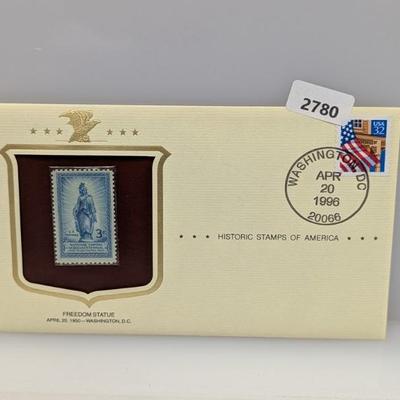 2780
USA
32
WASHINGTON, DC
APR
20
1996
20066
3¢
HISTORIC STAMPS OF AMERICA
FREEDOM STATUE
APRIL 20, 1950—WASHINGTON, D.C.